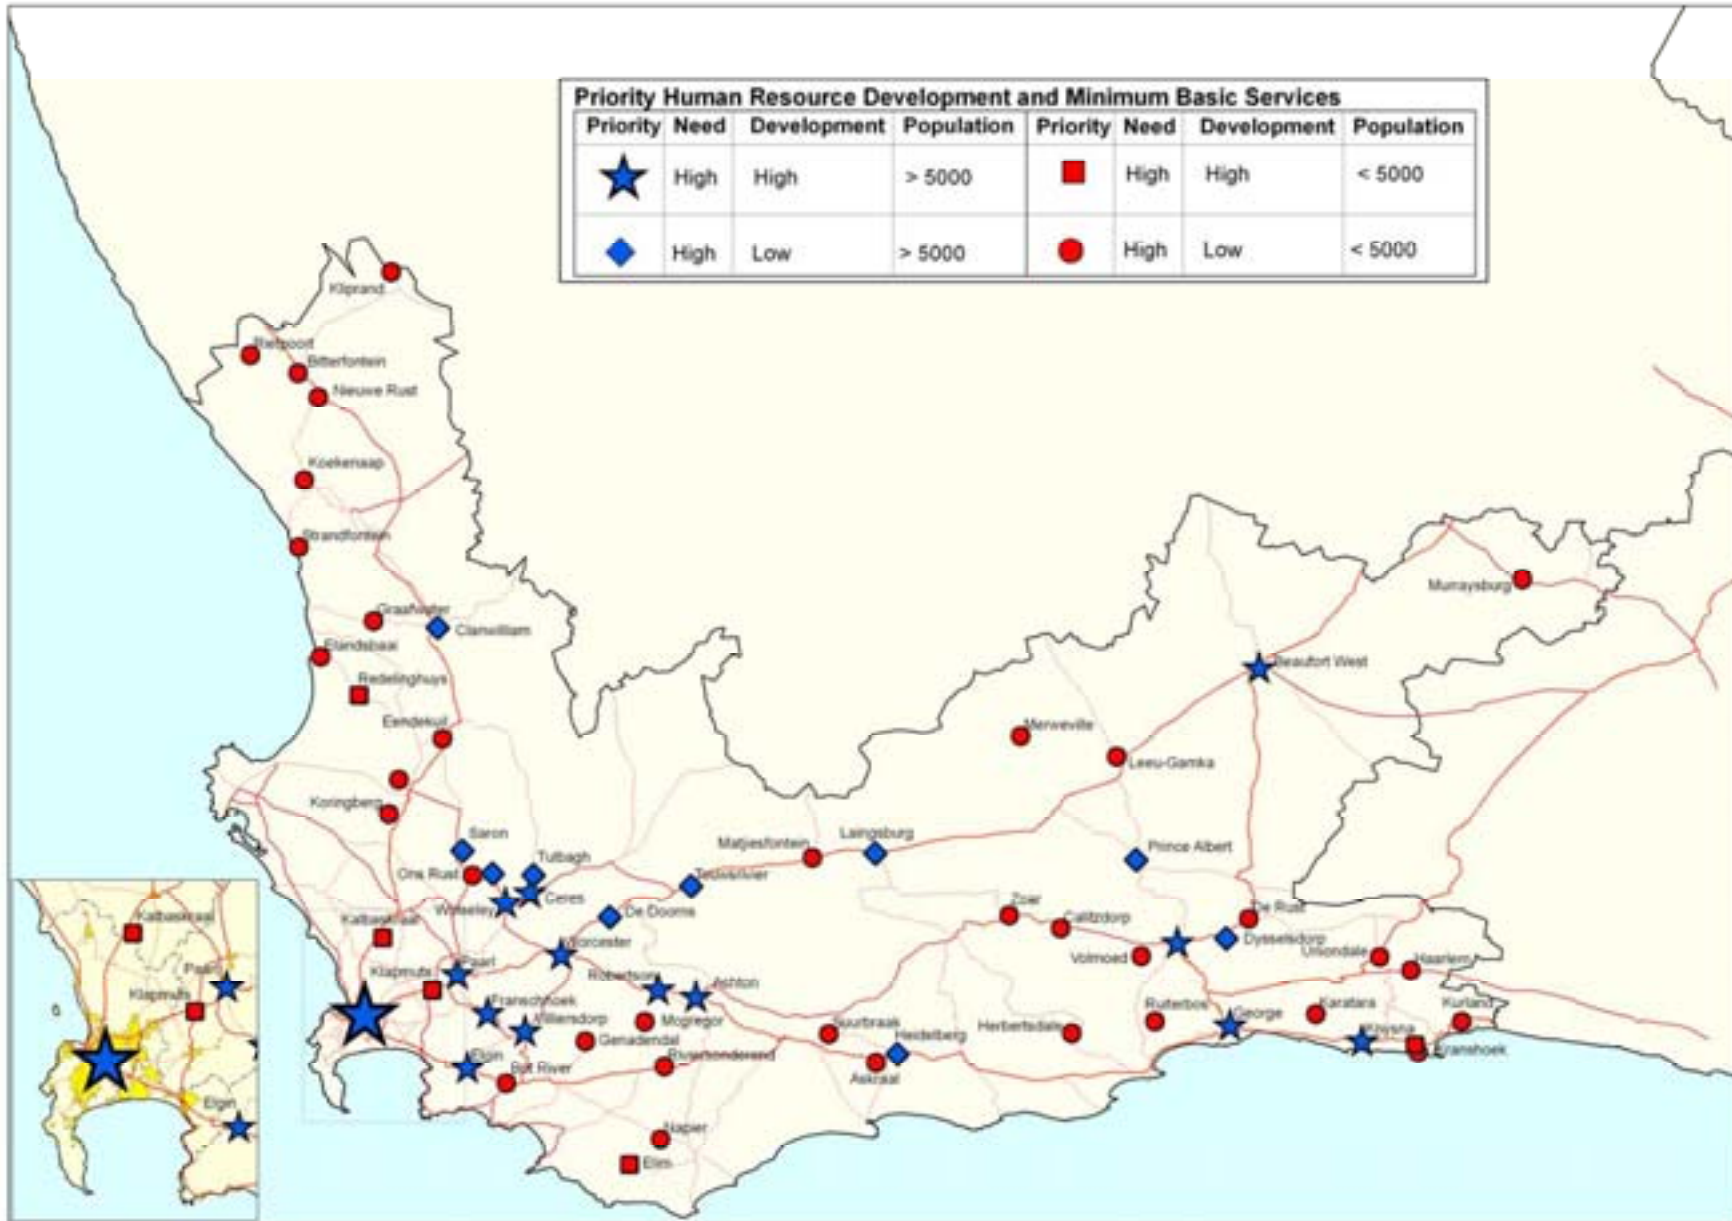 Priority Human Resource Development and Minimum Basic Services
Priority Need Development Population Priority Need Development Population
High High > 5000 High High < 5000
High Low > 5000 High Low < 5000
Kliprand
Rietpoort
Bitterfontein
Nieuwe Rust
Koekenaap
Strandfontein
Murraysburg
Graafwater
Clanwilliam
Elandsbaai
Beaufort West
Redelinghuys
Eendekuil
Merweville
Leeu-Gamka
Koringberg
Saron
Matjiesfontein
Laingsburg
Prince Albert
Tulbagh
Ons Rust
Touwsrivier
Ceres
Wolseley
De Doorns
Zoar
Calitzdorp
De Rust
Kalbaskraal
Dysselsdorp
Worcester
Volmoed
Uniondale
Haarlem
Paarl
Klapmuts
Robertson
Ashton
Franschhoek
Mcgregor
Villiersdorp
Genadendal
Suurbraak
Heidelberg
Herbertsdale
Ruiterbos
George
Karatara
Kurland
Knysna
Kranshoek
Elgin
Bot River
Riviersonderend
Askraal
Napier
Elim
Kalbaskraal
Paarl
Klapmuts
Elgin